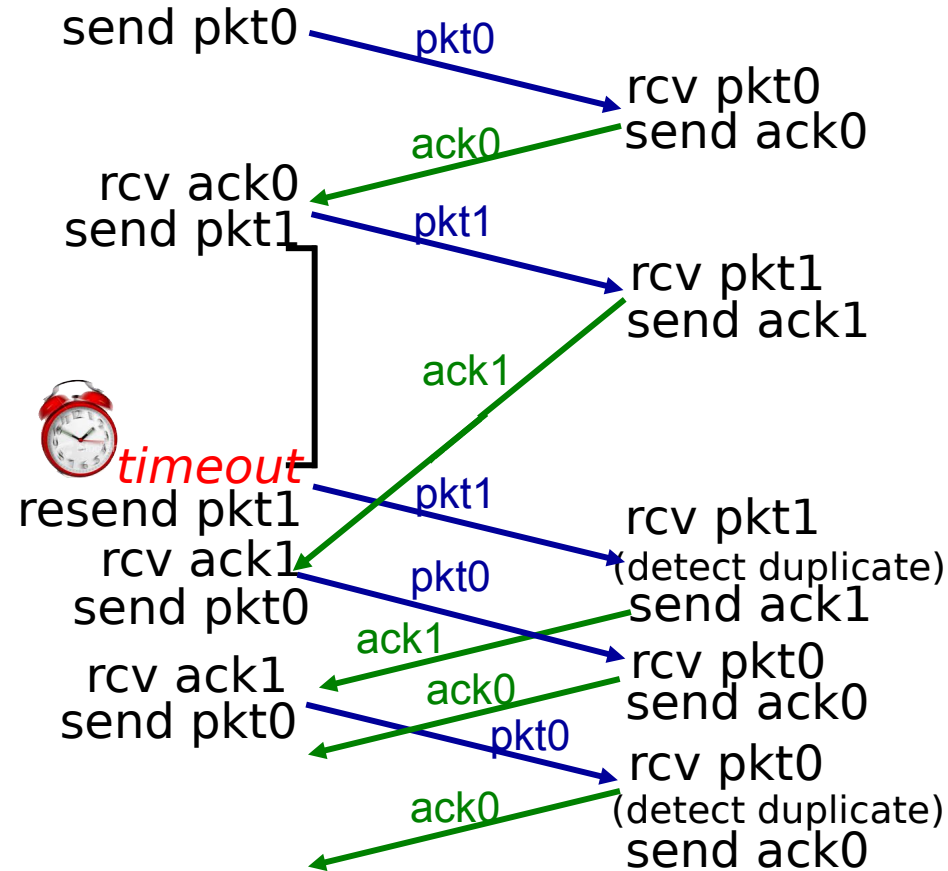 send pkt0
pkt0
rcv pkt0
send ack0
ack0
rcv ack0
send pkt1
pkt1
rcv pkt1
send ack1
ack1
timeout
resend pkt1
pkt1
rcv pkt1
(detect duplicate)
send ack1
rcv ack1
send pkt0
pkt0
ack1
rcv pkt0
send ack0
rcv ack1
send pkt0
ack0
pkt0
rcv pkt0
(detect duplicate)
send ack0
ack0